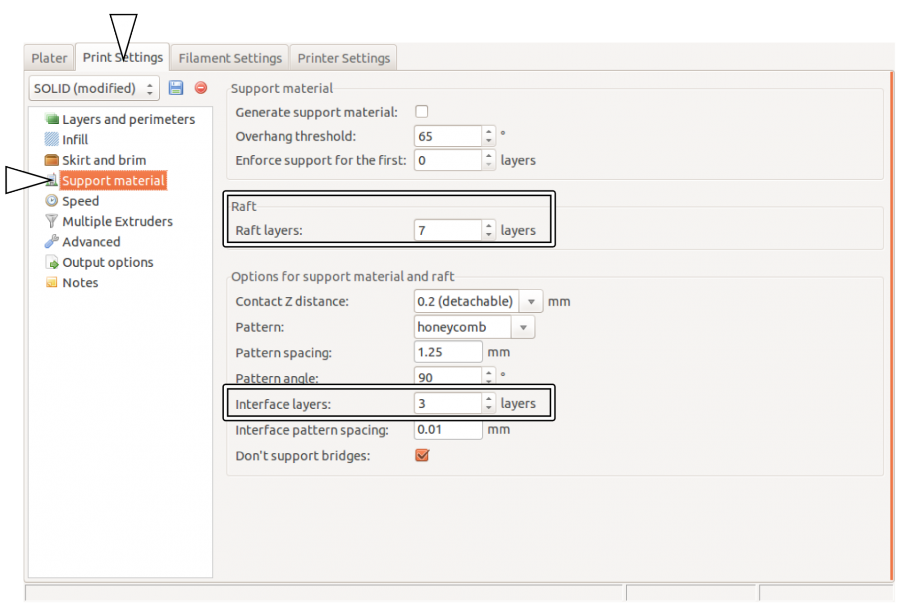 Plater Print Settings Filament Settings Printer Settings
SOLID (modified)
Layers and perimeters
Infill
Skirt and brim
Support material
Speed
Multiple Extruders
Advanced
Output options
Notes
Support material
Generate support material:
Overhang threshold: 65 °
Enforce support for the first: 0 layers
Raft
Raft layers: 7 layers
Options for support material and raft
Contact Z distance: 0.2 (detachable) mm
Pattern: honeycomb
Pattern spacing: 1.25 mm
Pattern angle: 90 °
Interface layers: 3 layers
Interface pattern spacing: 0.01 mm
Don't support bridges: